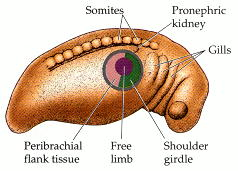 Somites
Pronephric
kidney
Gills
Peribrachial
flank tissue
Free
limb
Shoulder
girdle